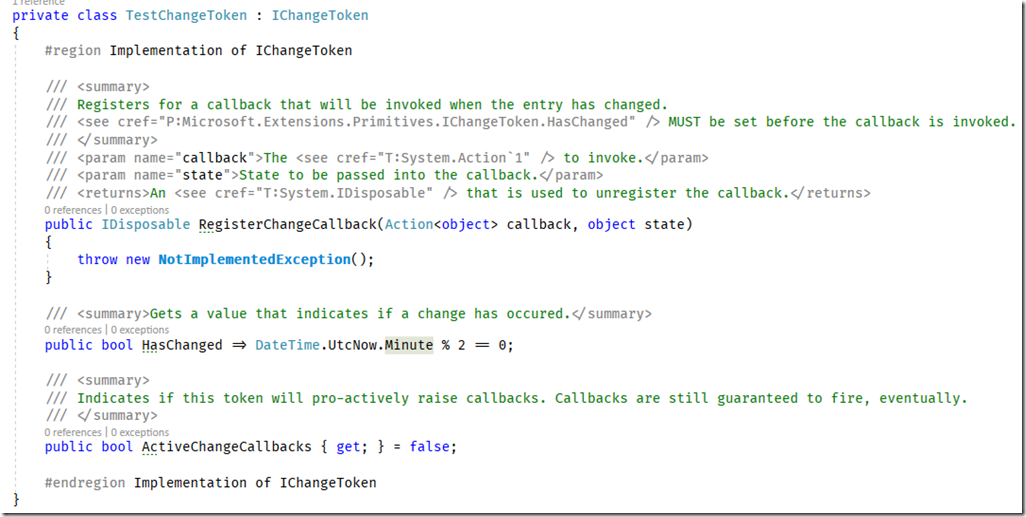 1 reference
private class TestChangeToken : IChangeToken
{
#region Implementation of IChangeToken
/// <summary>
/// Registers for a callback that will be invoked when the entry has changed.
/// <see cref="P:Microsoft.Extensions.Primitives.IChangeToken.HasChanged" /> MUST be set before the callback is invoked.
/// </summary>
/// <param name="callback">The <see cref="T:System.Action`1" /> to invoke.</param>
/// <param name="state">State to be passed into the callback.</param>
/// <returns>An <see cref="T:System.IDisposable" /> that is used to unregister the callback.</returns>
0 references | 0 exceptions
public IDisposable RegisterChangeCallback(Action<object> callback, object state)
{
throw new NotImplementedException();
}
/// <summary>Gets a value that indicates if a change has occured.</summary>
0 references | 0 exceptions
public bool HasChanged => DateTime.UtcNow.Minute % 2 == 0;
/// <summary>
/// Indicates if this token will pro-actively raise callbacks. Callbacks are still guaranteed to fire, eventually.
/// </summary>
0 references | 0 exceptions
public bool ActiveChangeCallbacks { get; } = false;
#endregion Implementation of IChangeToken
}